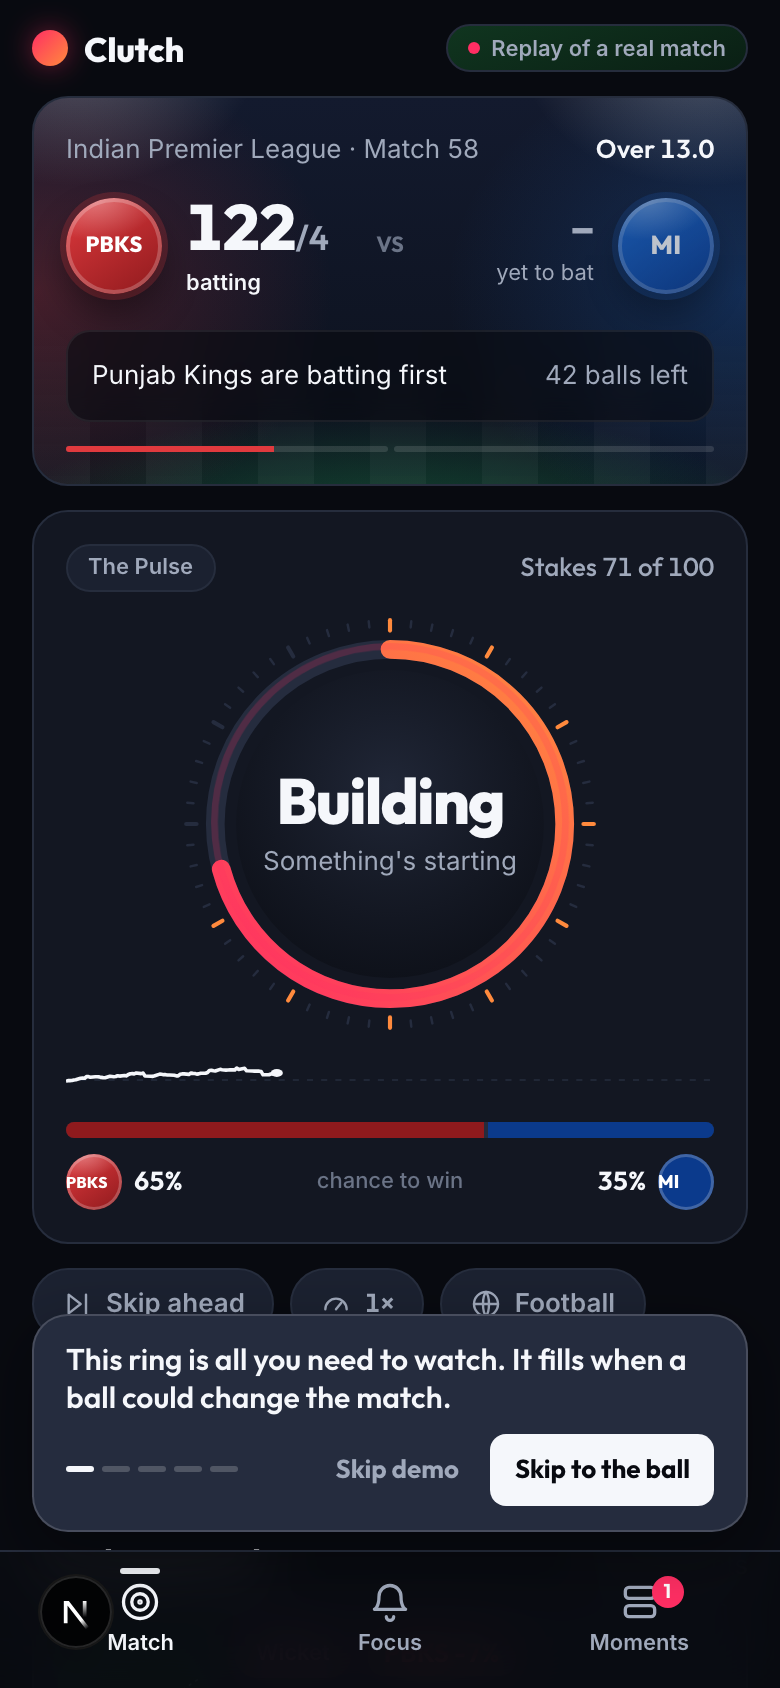 Clutch
Replay of a real match
Indian Premier League · Match 58
Over 13.0
PBKS
122/4
batting
VS
–
yet to bat
MI
Punjab Kings are batting first
42 balls left
The Pulse
Stakes 71 of 100
Building
Something's starting
PBKS
65%
chance to win
35%
MI
Skip ahead
1×
Football
This ring is all you need to watch. It fills when a
ball could change the match.
Skip demo
Skip to the ball
N
Match
Focus
1
Moments